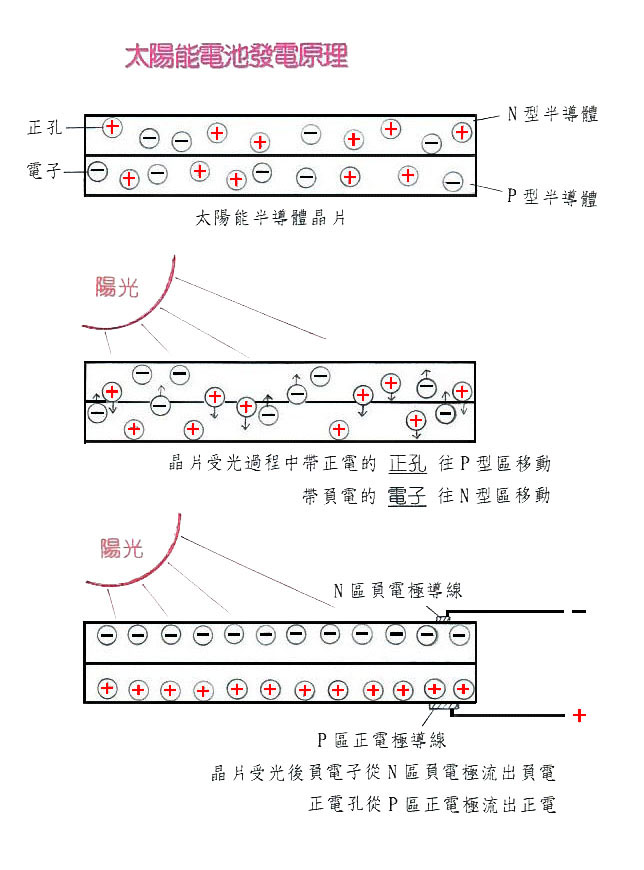 太陽能電池發電原理
正孔
N型半導體
電子
P型半導體
太陽能半導體晶片
陽光
晶片受光過程中帶正電的 正孔 往P型區移動
帶負電的 電子 往N型區移動
陽光
N區負電極導線
P區正電極導線
晶片受光後負電子從N區負電極流出負電
正電孔從P區正電極流出正電